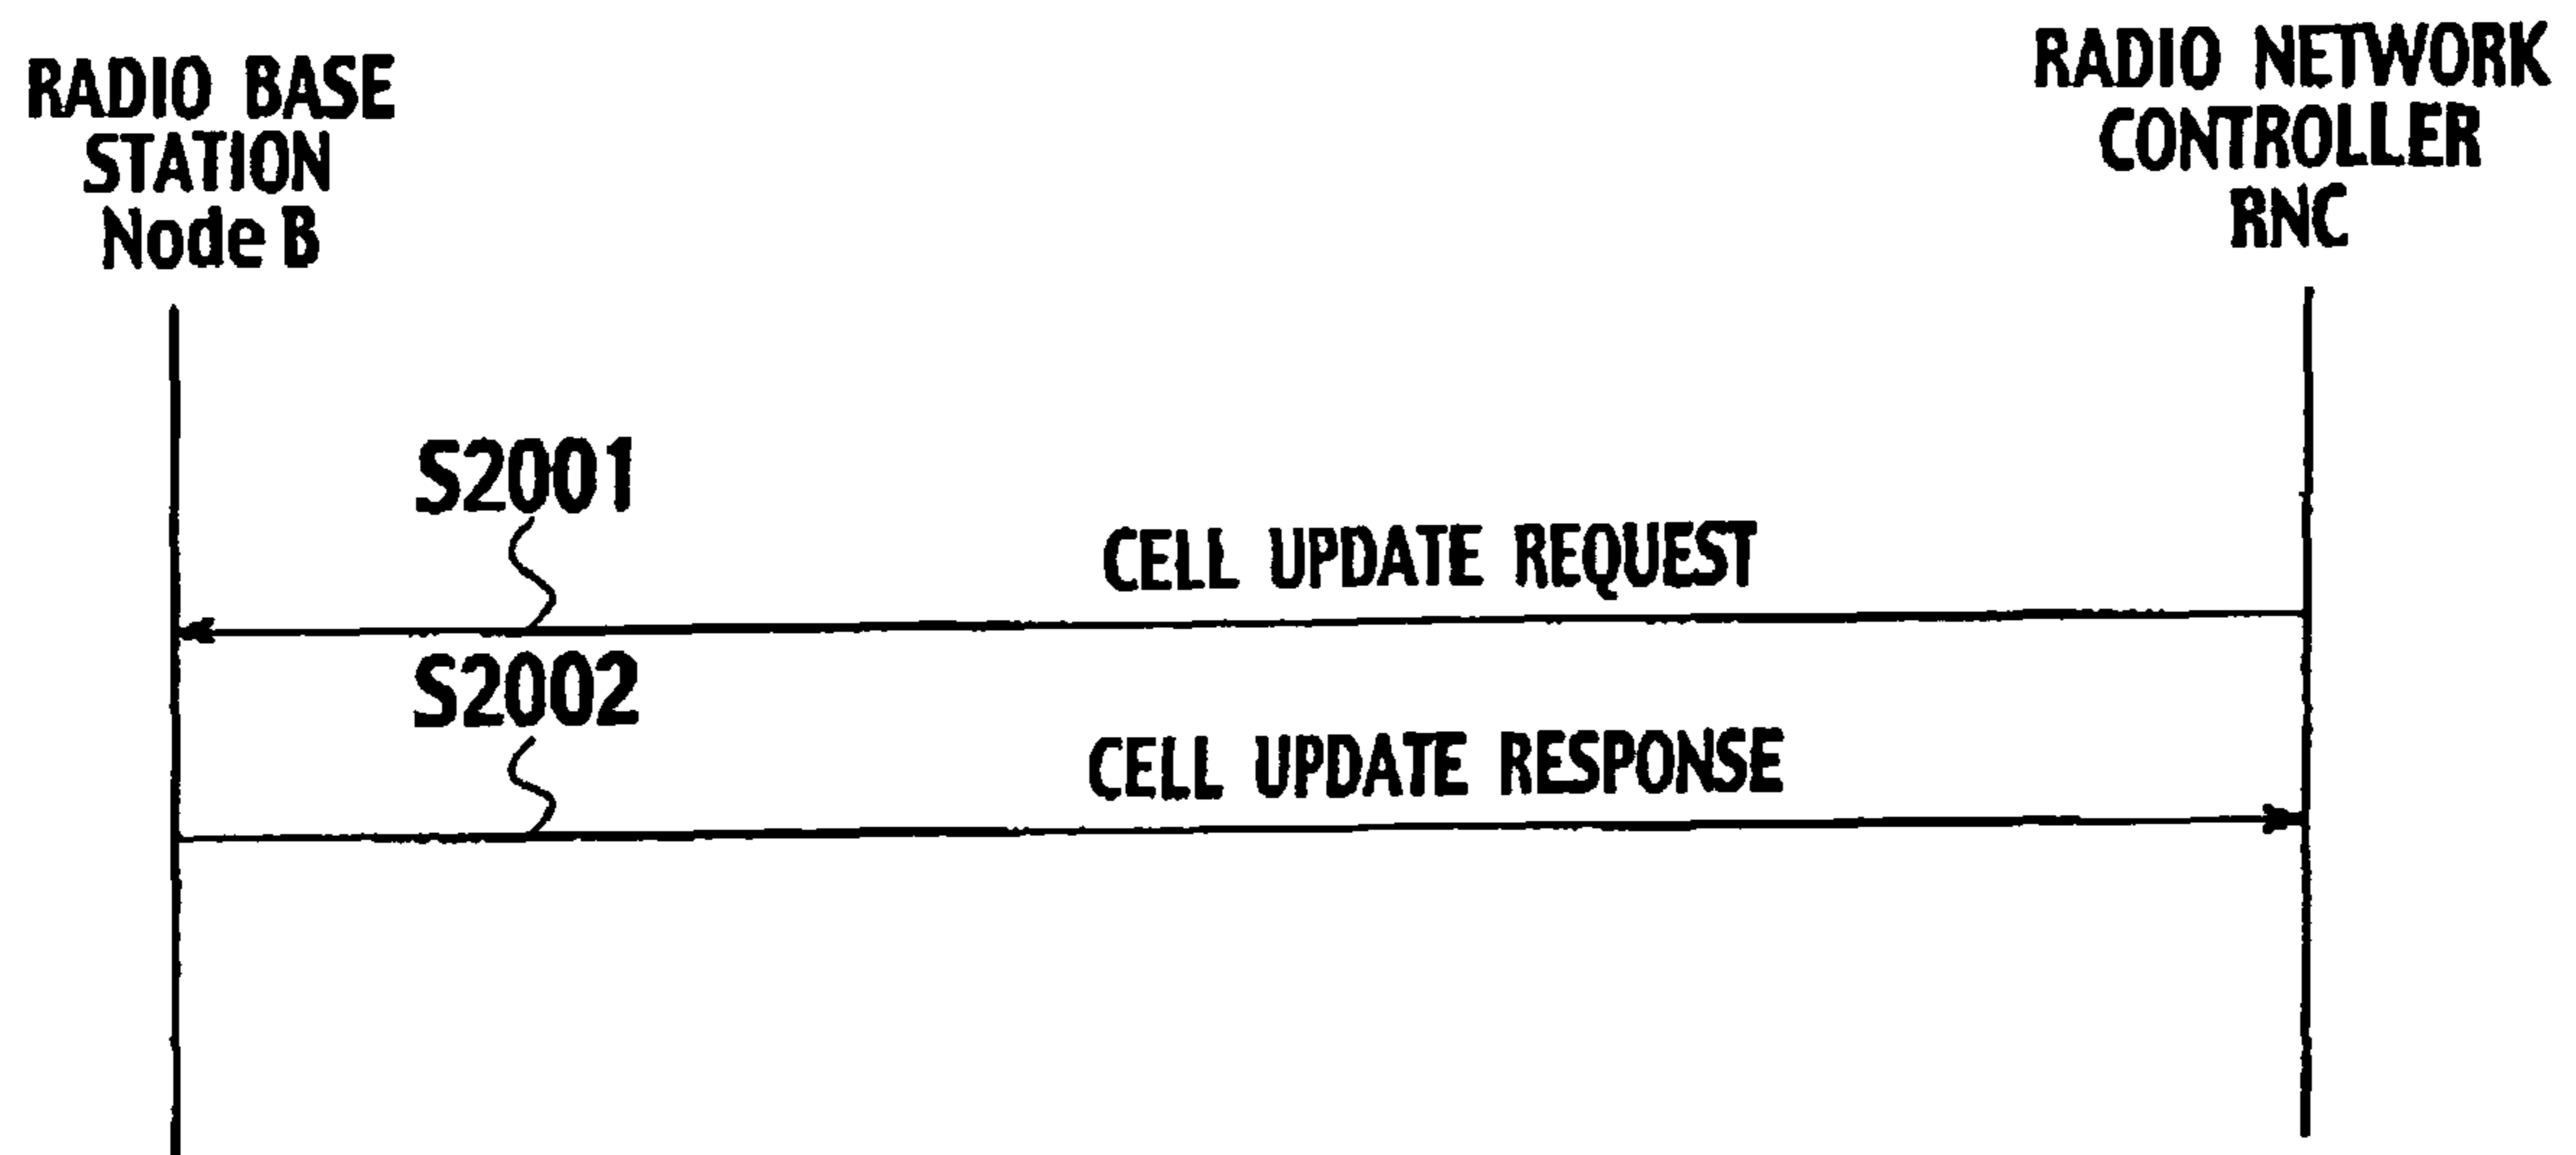 RADIO BASE
STATION
Node B
RADIO NETWORK
CONTROLLER
RNC
S2001
CELL UPDATE REQUEST
S2002
CELL UPDATE RESPONSE